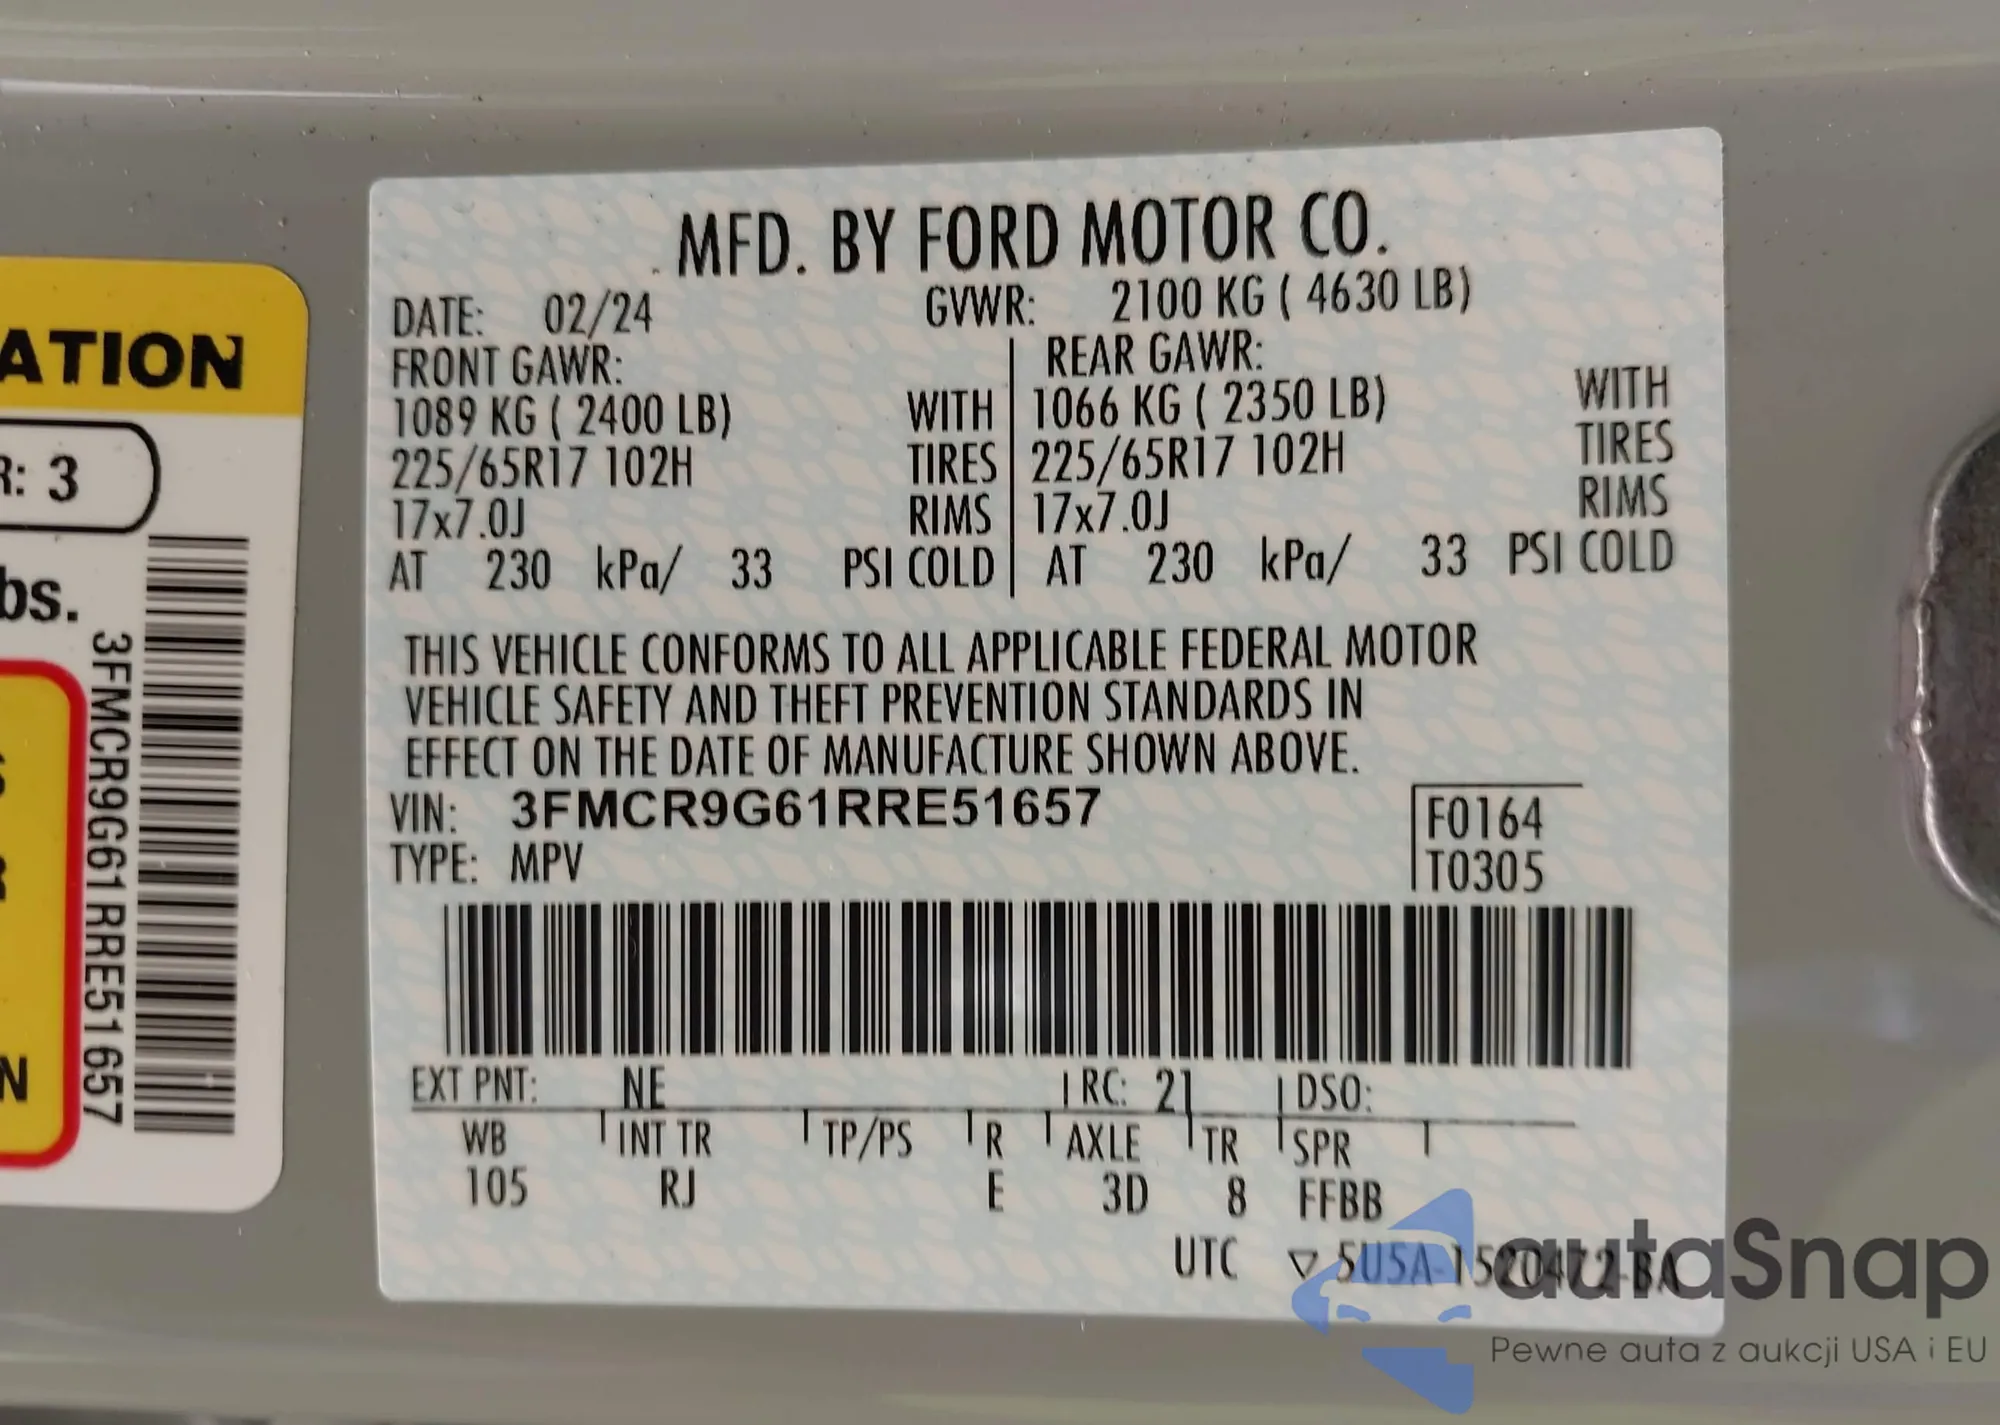 MFD. BY FORD MOTOR CO.
DATE: 02/24 GVWR: 2100 KG ( 4630 LB)
FRONT GAWR: REAR GAWR:
1089 KG ( 2400 LB) WITH 1066 KG ( 2350 LB) WITH
225/65R17 102H TIRES 225/65R17 102H TIRES
17x7.0J RIMS 17x7.0J RIMS
AT 230 kPa/ 33 PSI COLD AT 230 kPa/ 33 PSI COLD
THIS VEHICLE CONFORMS TO ALL APPLICABLE FEDERAL MOTOR
VEHICLE SAFETY AND THEFT PREVENTION STANDARDS IN
EFFECT ON THE DATE OF MANUFACTURE SHOWN ABOVE.
VIN: 3FMCR9G61RRE51657 F0164
TYPE: MPV T0305
EXT PNT: NE RC: 21 DSO:
WB INT TR TP/PS R AXLE TR SPR
105 RJ E 3D 8 FFBB
UTC ▽ 5U5A-1520472-BA
ATION
R: 3
bs.
3FMCR9G61RRE51657
S
R
N
autaSnap
Pewne auta z aukcji USA i EU